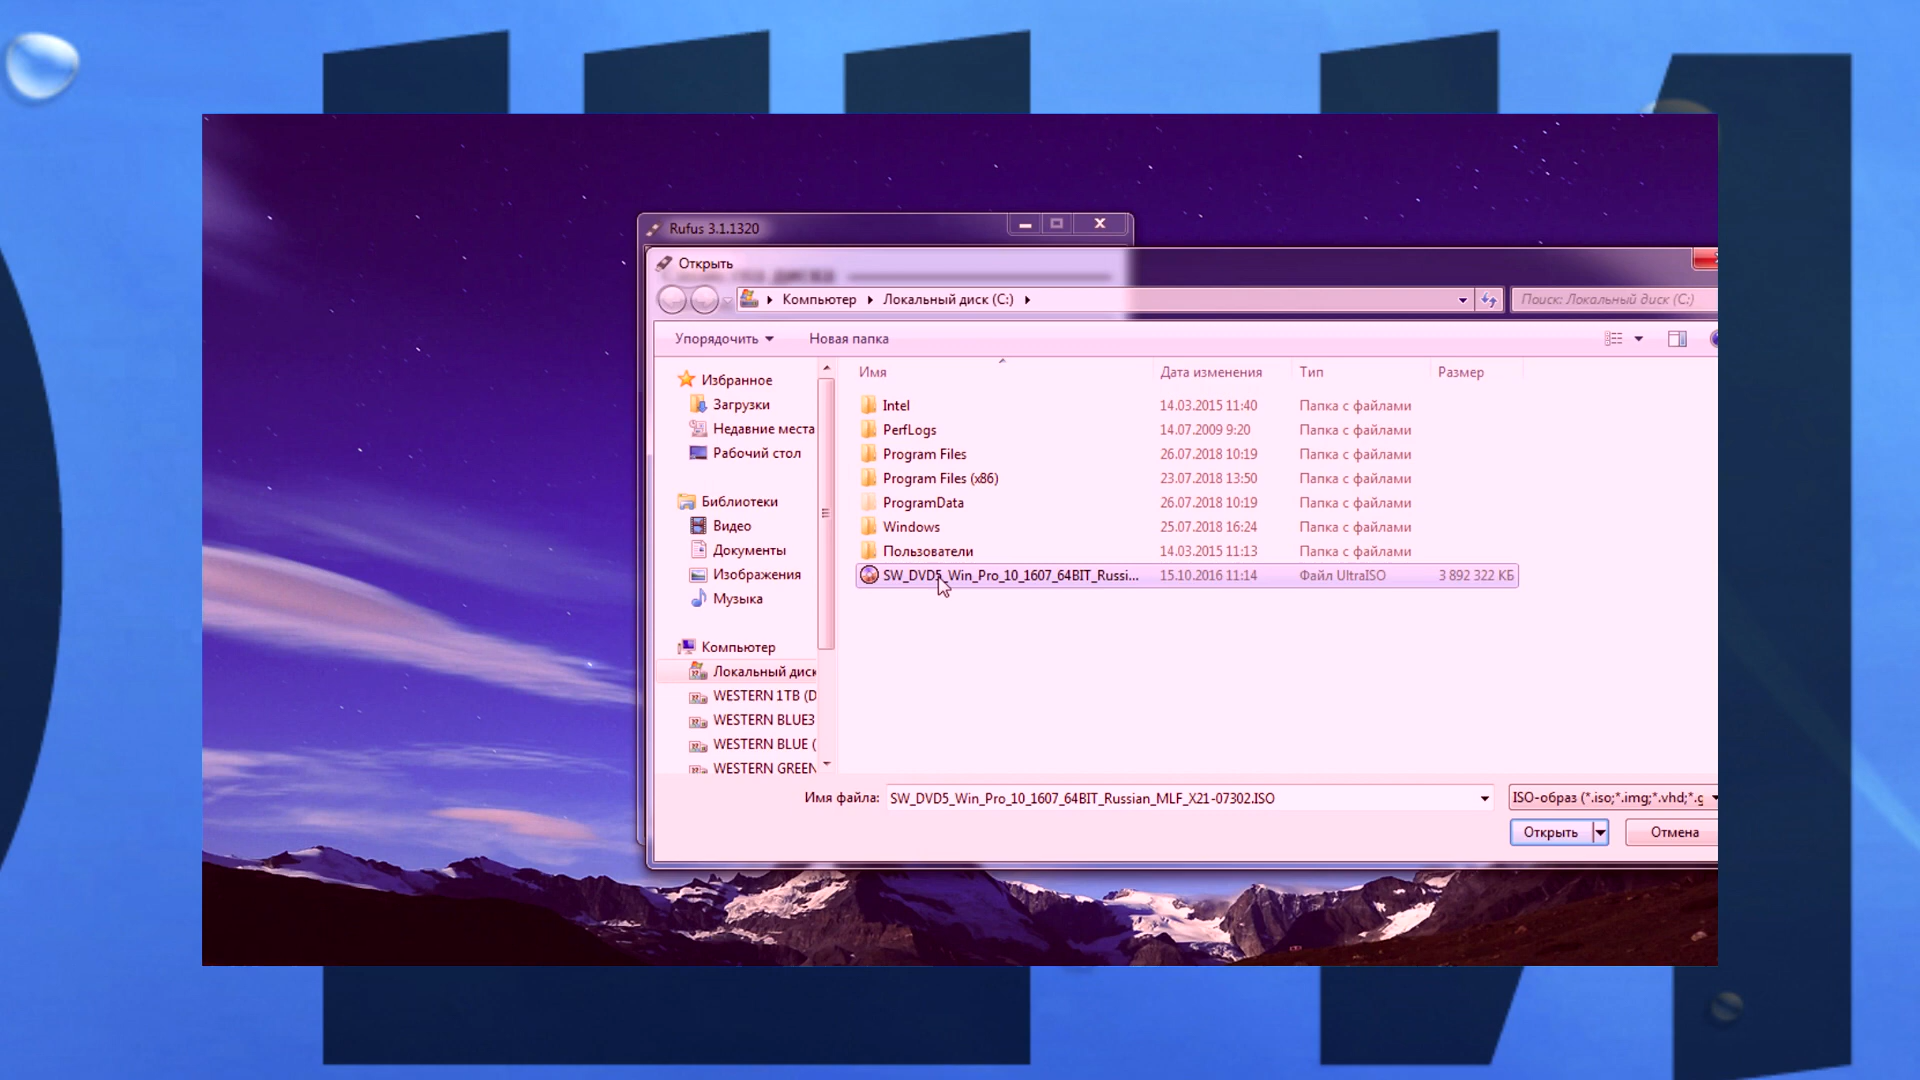 Rufus 3.1.1320
Открыть
Компьютер
Локальный диск (C:)
Поиск: Локальный диск (C:)
Упорядочить
Новая папка
Имя
Дата изменения
Тип
Размер
Избранное
Загрузки
Недавние места
Рабочий стол
Библиотеки
Видео
Документы
Изображения
Музыка
Компьютер
Локальный диск
WESTERN 1TB (D
WESTERN BLUE3
WESTERN BLUE (
WESTERN GREEN
Intel 14.03.2015 11:40 Папка с файлами
PerfLogs 14.07.2009 9:20 Папка с файлами
Program Files 26.07.2018 10:19 Папка с файлами
Program Files (x86) 23.07.2018 13:50 Папка с файлами
ProgramData 26.07.2018 10:19 Папка с файлами
Windows 25.07.2018 16:24 Папка с файлами
Пользователи 14.03.2015 11:13 Папка с файлами
SW_DVD5_Win_Pro_10_1607_64BIT_Russi... 15.10.2016 11:14 Файл UltraISO 3 892 322 КБ
Имя файла: SW_DVD5_Win_Pro_10_1607_64BIT_Russian_MLF_X21-07302.ISO
ISO-образ (*.iso;*.img;*.vhd;*.g
Открыть
Отмена